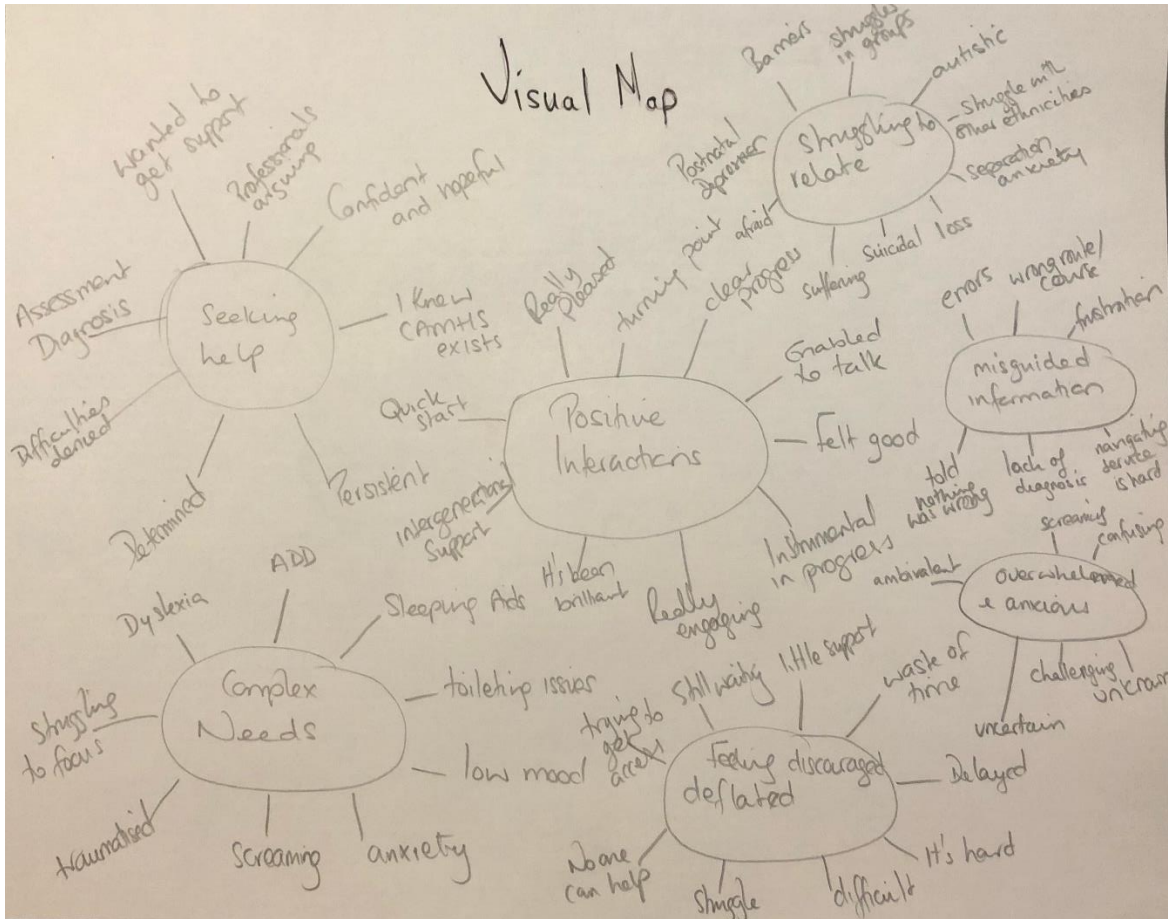 Visual Map
Seeking
help
wanted to
get support
Professionals
arguing
Confident
and hopeful
I knew
CAMHS
exists
Persistent
Determined
Difficulties
denied
Assessment
Diagnosis
struggling to
relate
Postnatal
Barriers
struggles
in groups
autistic
struggle with
other ethnicities
separation
anxiety
loss
suicidal
suffering
afraid
Positive
Interactions
Quick
start
Really
pleased
turning point
clear
progress
Enabled
to talk
felt good
Instrumental
in progress
Really
engaging
It's been
brilliant
Intergenerational
support
misguided
information
errors
wrong route/
course
frustration
navigating
service
is hard
lack of
diagnosis
told
nothing
was wrong
overwhelemed
& anxious
ambivalent
screaming
confusing
challenging
uncertain
Complex
Needs
struggling
to focus
Dyslexia
ADD
Sleeping Aids
toileting issues
low mood
anxiety
screaming
traumatised
feeling discouraged
deflated
trying to
get
access
still waiting
little support
waste of
time
Delayed
It's hard
difficult
struggle
No one
can help